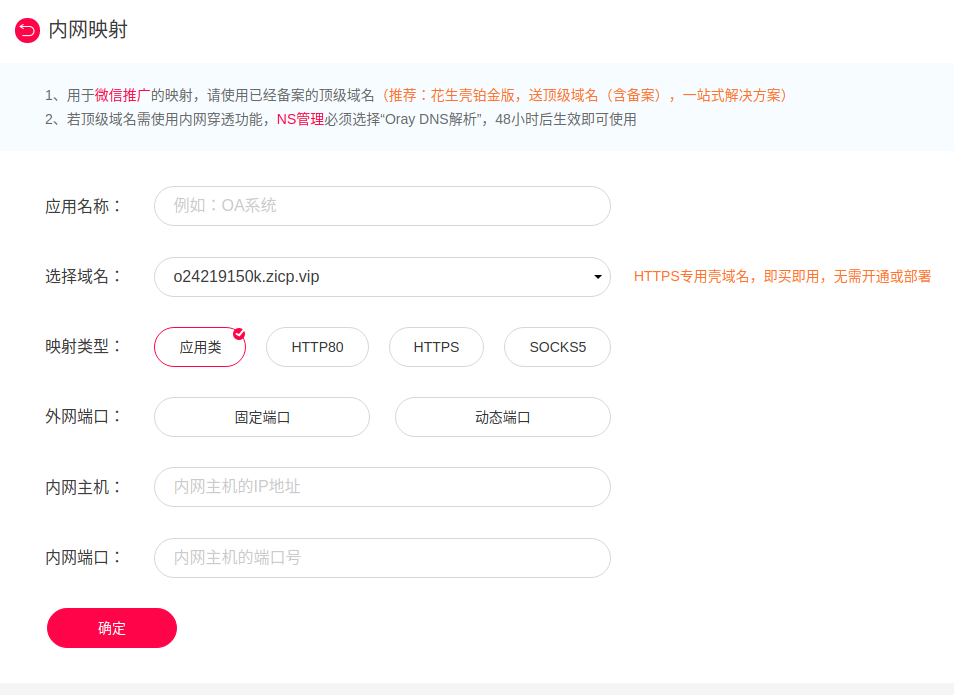 内网映射
1、用于微信推广的映射，请使用已经备案的顶级域名（推荐：花生壳铂金版，送顶级域名（含备案），一站式解决方案）
2、若顶级域名需使用内网穿透功能，NS管理必须选择“Oray DNS解析”，48小时后生效即可使用
应用名称： 例如：OA系统
选择域名： o24219150k.zicp.vip HTTPS专用壳域名，即买即用，无需开通或部署
映射类型： 应用类 HTTP80 HTTPS SOCKS5
外网端口： 固定端口 动态端口
内网主机： 内网主机的IP地址
内网端口： 内网主机的端口号
确定